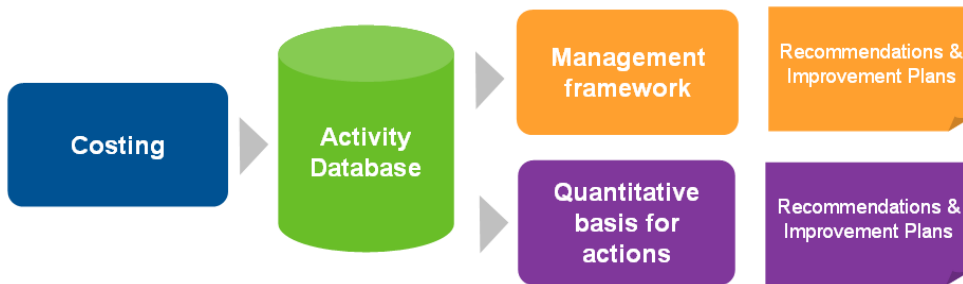 Costing
Activity
Database
Management
framework
Recommendations &
Improvement Plans
Quantitative
basis for
actions
Recommendations &
Improvement Plans